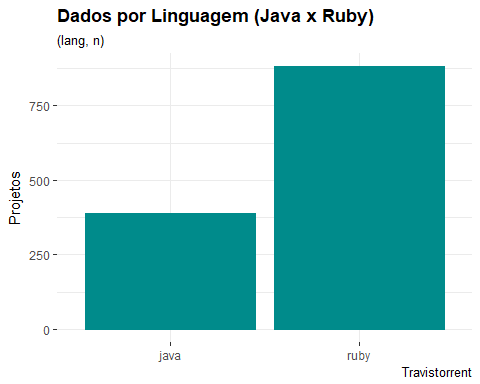 Dados por Linguagem (Java x Ruby)
(lang, n)
Projetos
750
500
250
0
java
ruby
Travistorrent